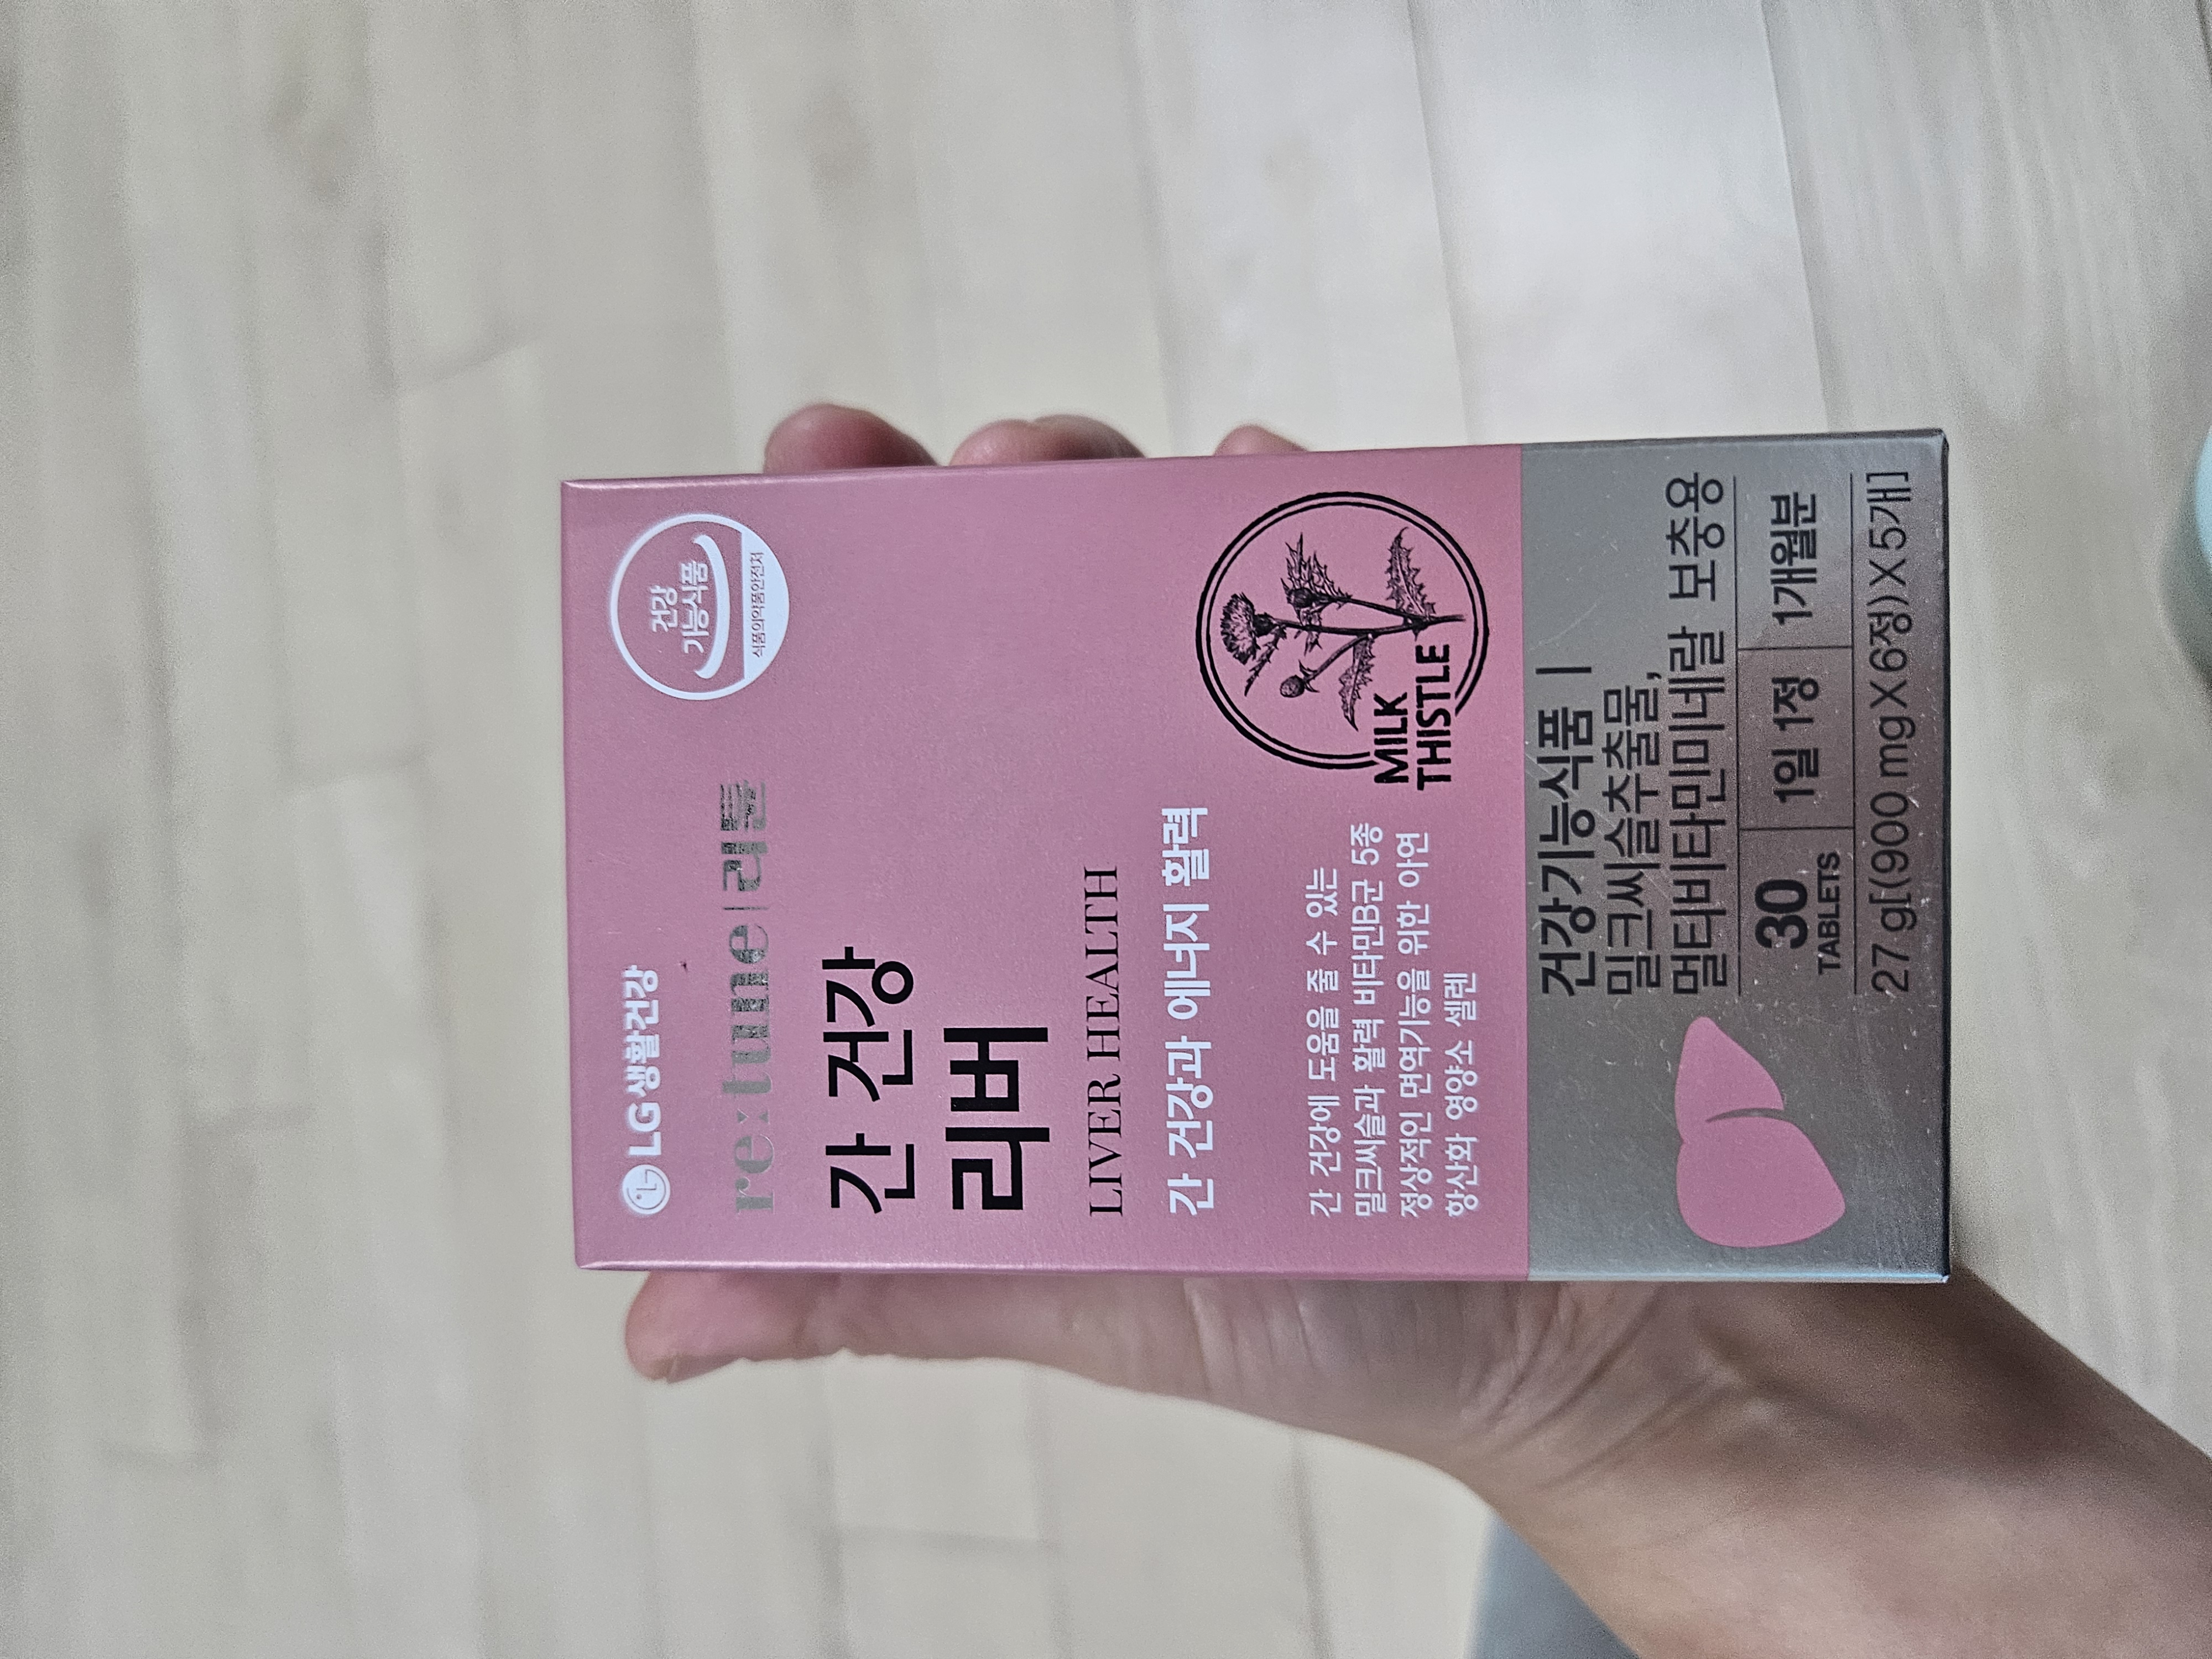 LG생활건강
건강
기능식품
식품의약품안전처
re:tune|리튠
간 건강
리버
LIVER HEALTH
간 건강과 에너지 활력
간 건강에 도움을 줄 수 있는
밀크씨슬과 활력 비타민B군 5종
정상적인 면역기능을 위한 아연
항산화 영양소 셀렌
MILK
THISTLE
건강기능식품 |
밀크씨슬추출물,
멀티비타민미네랄 보충용
30
TABLETS
1일 1정
1개월분
27 g[(900 mg X 6정) X 5개]